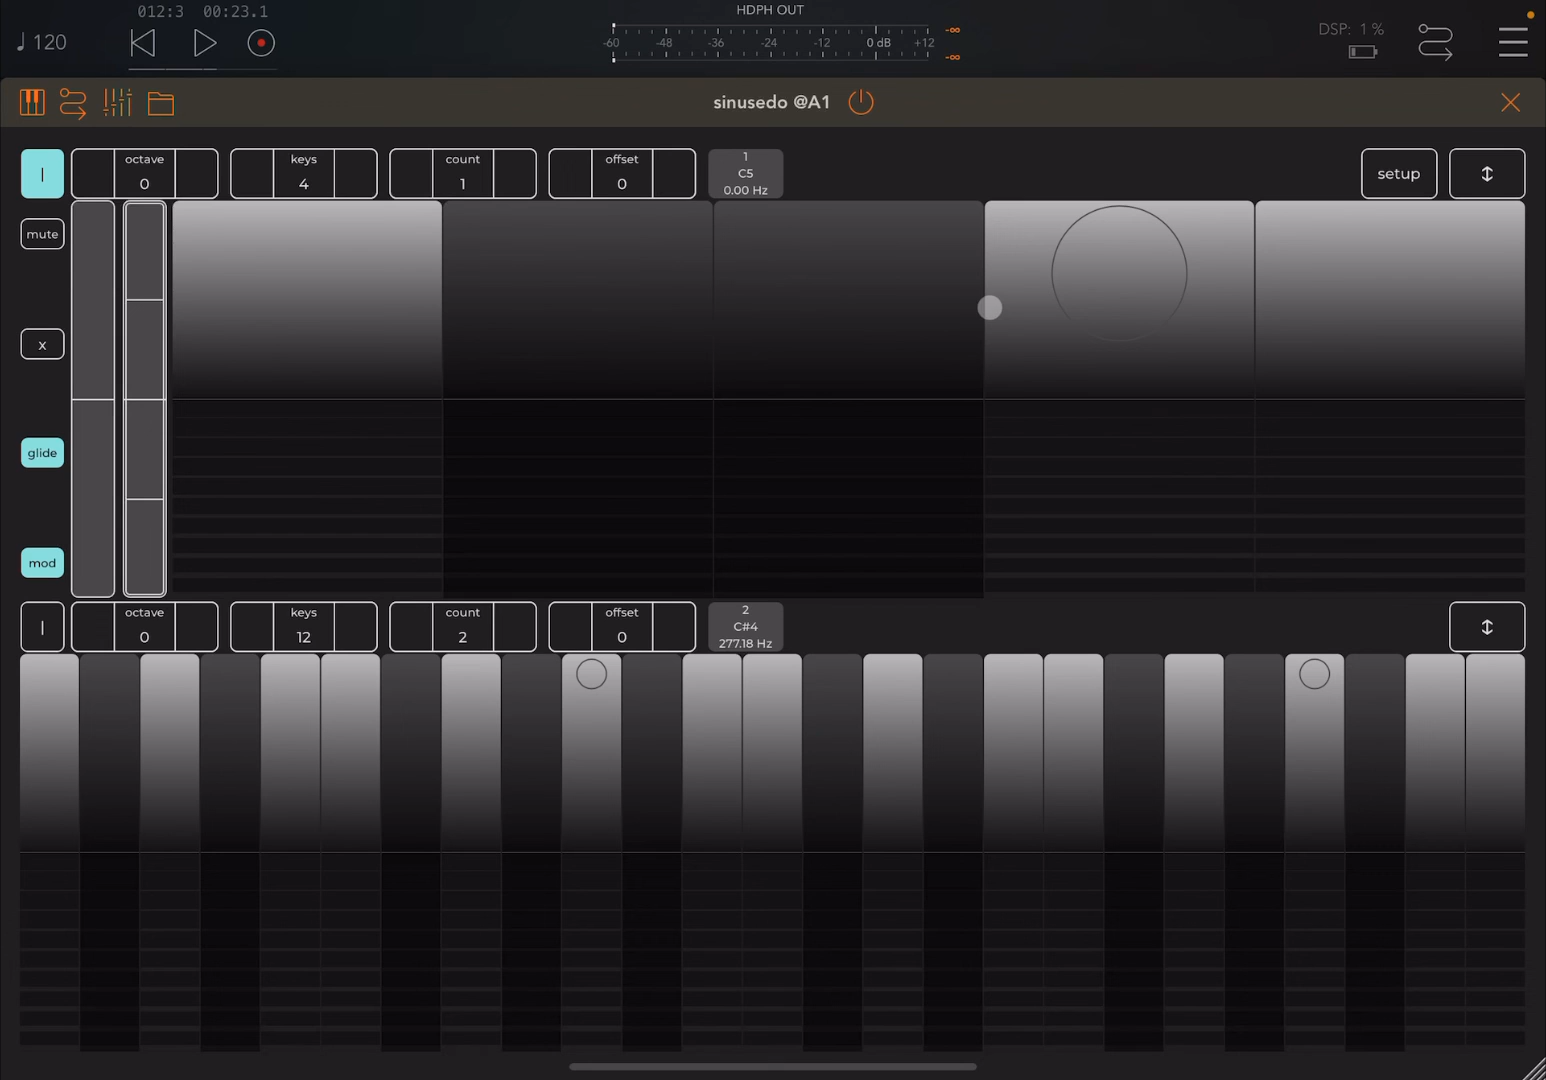 012:3 00:23.1
HDPH OUT
♩ 120
-60 -48 -36 -24 -12 0 dB +12
-∞
-∞
DSP: 1 %
sinusedo @A1
I
octave
0
keys
4
count
1
offset
0
1
C5
0.00 Hz
setup
↕
mute
x
glide
mod
I
octave
0
keys
12
count
2
offset
0
2
C#4
277.18 Hz
↕